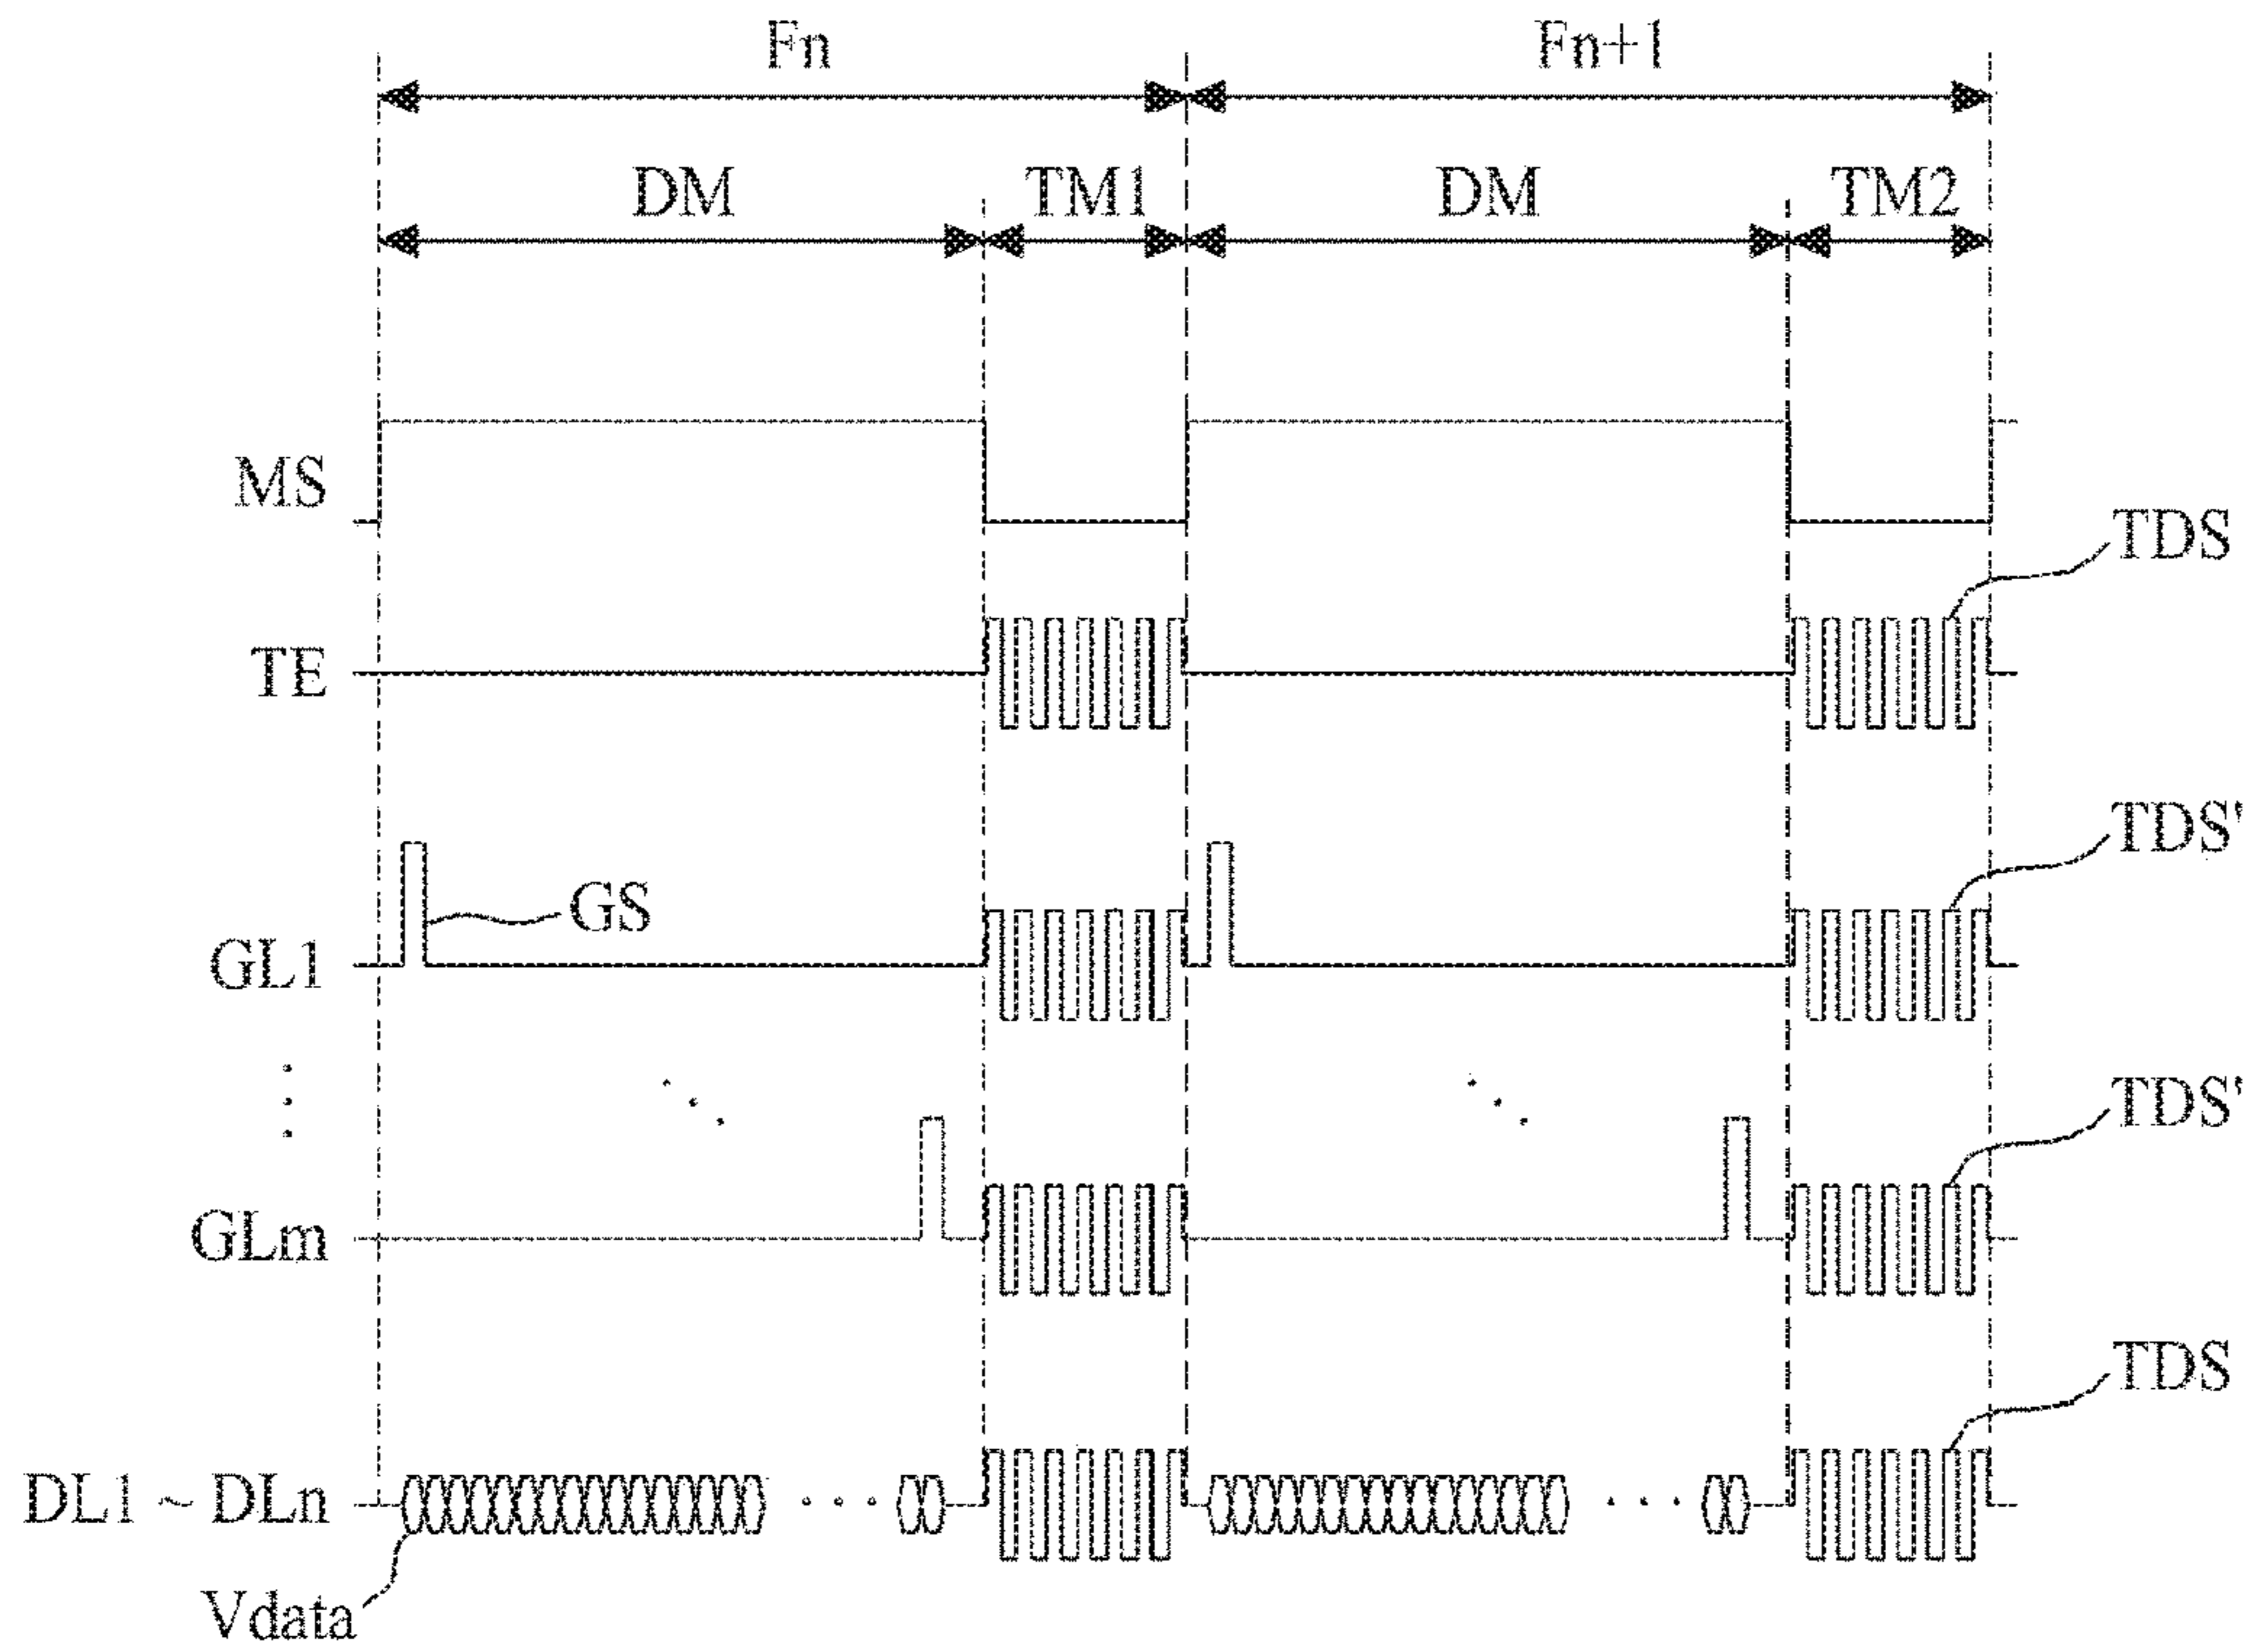 Fn Fn+1
DM TM1 DM TM2
MS
TDS
TE
TDS'
GS
GL1
TDS'
GLm
TDS
DL1 ~ DLn
Vdata